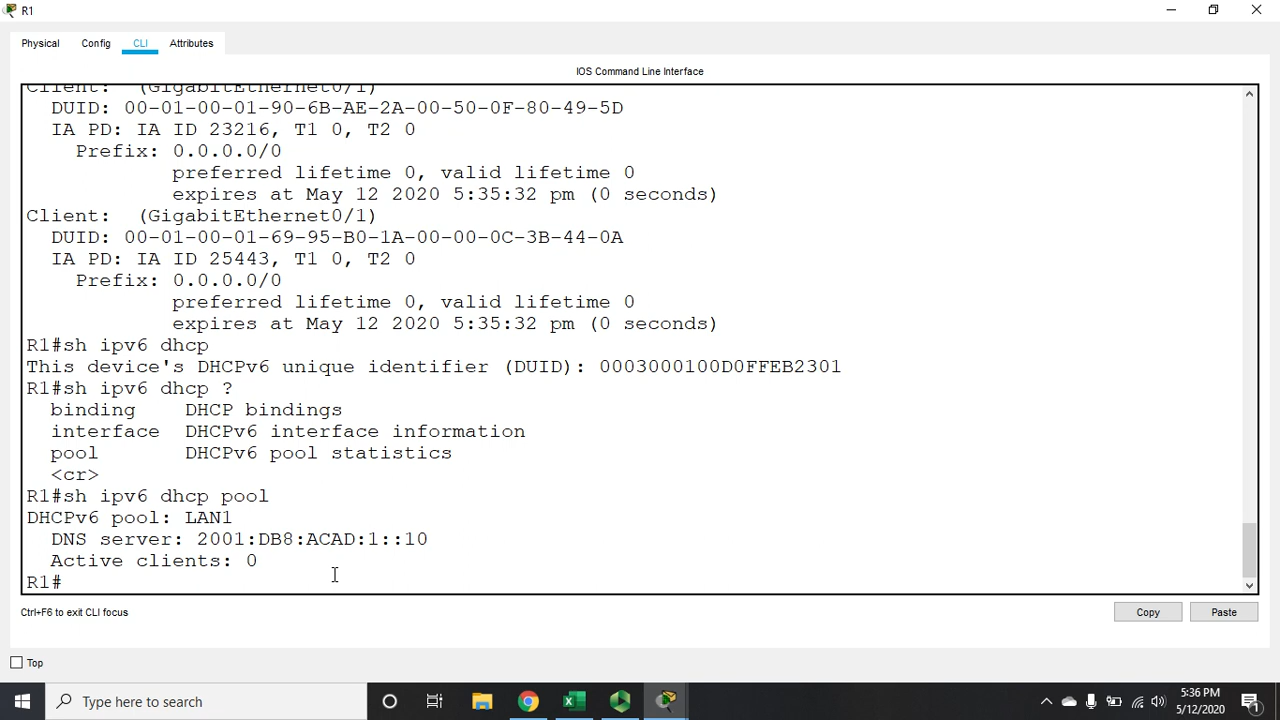 R1
Physical
Config
CLI
Attributes
IOS Command Line Interface
Client: (GigabitEthernet0/1)
DUID: 00-01-00-01-90-6B-AE-2A-00-50-0F-80-49-5D
IA PD: IA ID 23216, T1 0, T2 0
Prefix: 0.0.0.0/0
preferred lifetime 0, valid lifetime 0
expires at May 12 2020 5:35:32 pm (0 seconds)
Client: (GigabitEthernet0/1)
DUID: 00-01-00-01-69-95-B0-1A-00-00-0C-3B-44-0A
IA PD: IA ID 25443, T1 0, T2 0
Prefix: 0.0.0.0/0
preferred lifetime 0, valid lifetime 0
expires at May 12 2020 5:35:32 pm (0 seconds)
R1#sh ipv6 dhcp
This device's DHCPv6 unique identifier (DUID): 0003000100D0FFEB2301
R1#sh ipv6 dhcp ?
binding DHCP bindings
interface DHCPv6 interface information
pool DHCPv6 pool statistics
<cr>
R1#sh ipv6 dhcp pool
DHCPv6 pool: LAN1
DNS server: 2001:DB8:ACAD:1::10
Active clients: 0
R1#
Ctrl+F6 to exit CLI focus
Copy
Paste
Top
Type here to search
5:36 PM
5/12/2020
1